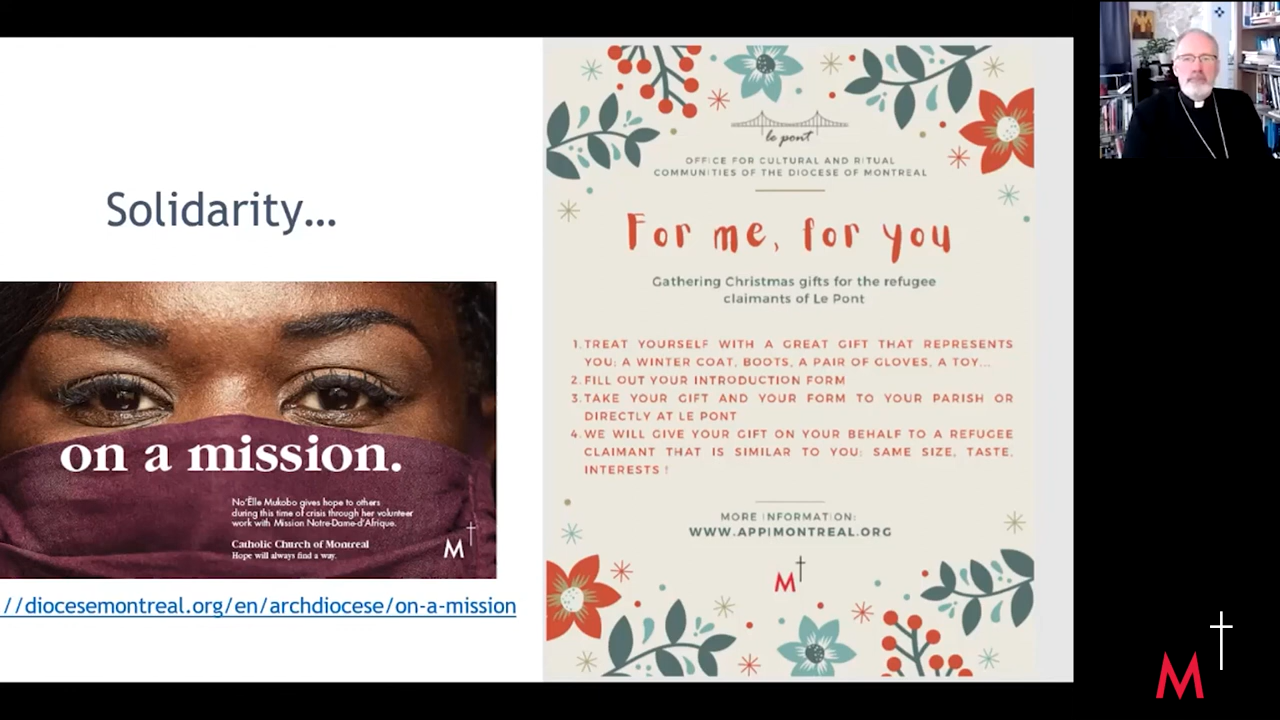 Solidarity...
on a mission.
No'Ëlle Mukobo gives hope to others
during this time of crisis through her volunteer
work with Mission Notre-Dame-d'Afrique.
Catholic Church of Montreal
Hope will always find a way.
M
//diocesemontreal.org/en/archdiocese/on-a-mission
le pont
OFFICE FOR CULTURAL AND RITUAL
COMMUNITIES OF THE DIOCESE OF MONTREAL
For me, for you
Gathering Christmas gifts for the refugee
claimants of Le Pont
1. TREAT YOURSELF WITH A GREAT GIFT THAT REPRESENTS
YOU; A WINTER COAT, BOOTS, A PAIR OF GLOVES, A TOY...
2. FILL OUT YOUR INTRODUCTION FORM
3. TAKE YOUR GIFT AND YOUR FORM TO YOUR PARISH OR
DIRECTLY AT LE PONT
4. WE WILL GIVE YOUR GIFT ON YOUR BEHALF TO A REFUGEE
CLAIMANT THAT IS SIMILAR TO YOU; SAME SIZE, TASTE,
INTERESTS !
MORE INFORMATION:
WWW.APPIMONTREAL.ORG
M
M